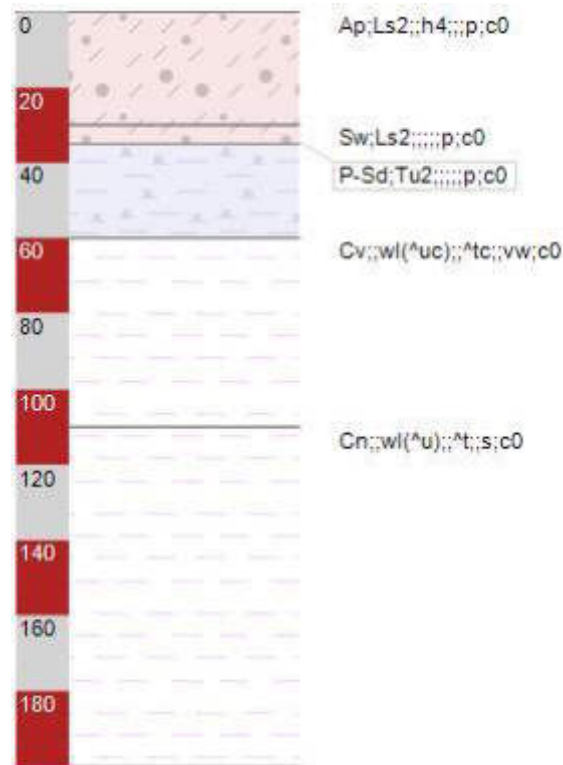 0
Ap;Ls2;;h4;;;p;c0
20
Sw;Ls2;;;;;p;c0
40
P-Sd;Tu2;;;;;p;c0
60
Cv;;wl(^uc);;^tc;;vw;c0
80
100
Cn;;wl(^u);;^t;;s;c0
120
140
160
180